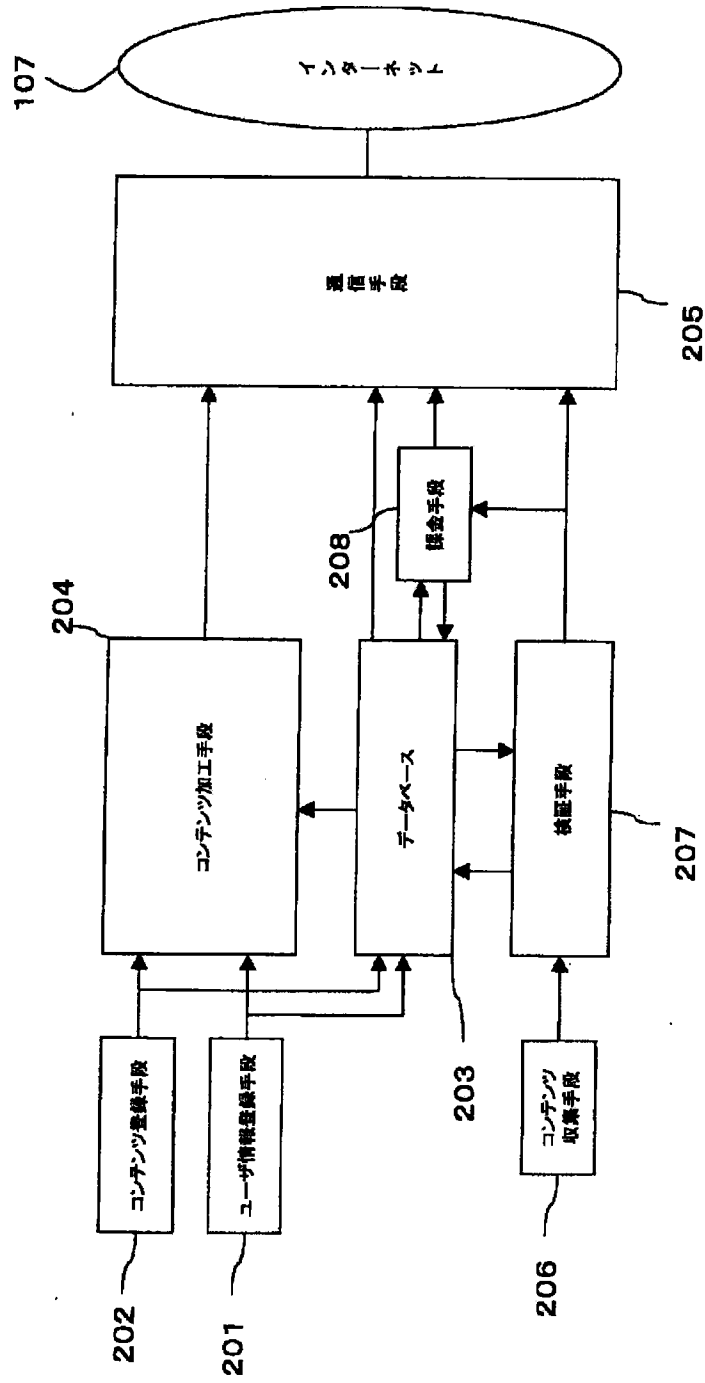 202
コンテンツ登録手段
201
ユーザ情報登録手段
204
コンテンツ加工手段
203
データベース
208
課金手段
206
コンテンツ
収集手段
207
検証手段
205
通信手段
107
インターネット